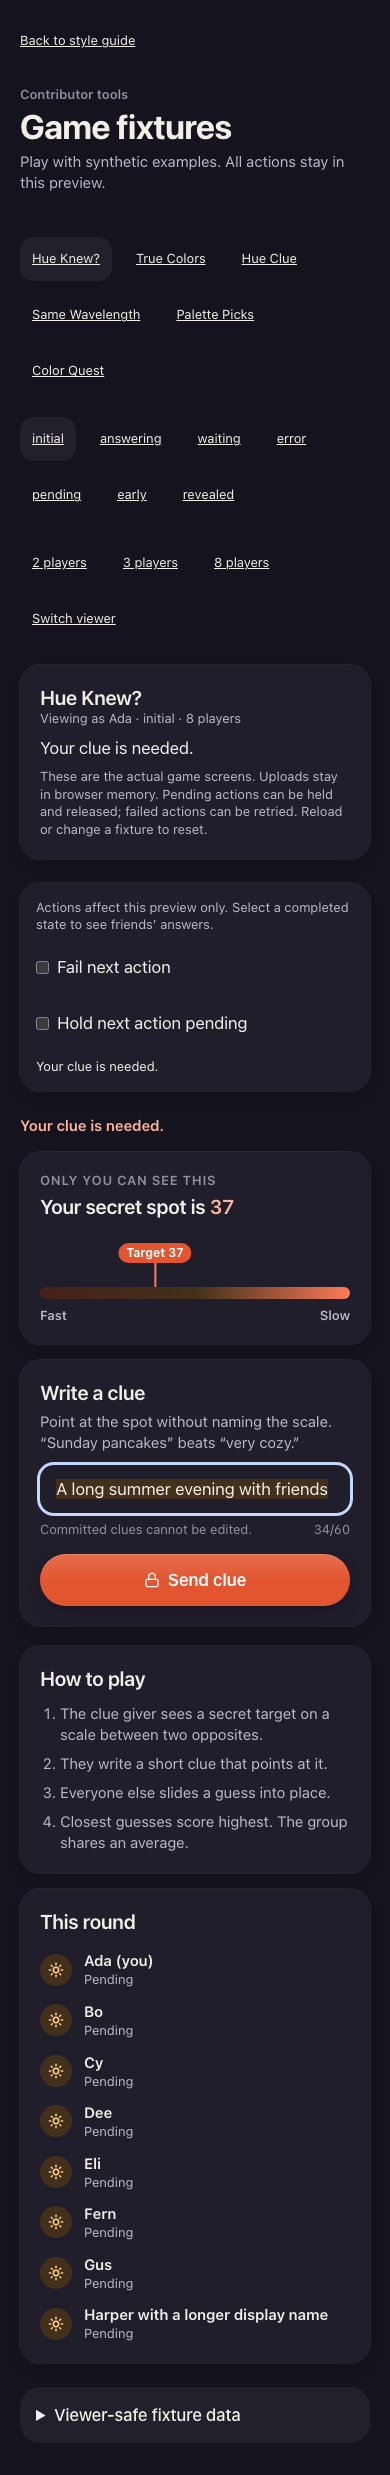 Back to style guide
Contributor tools
Game fixtures
Play with synthetic examples. All actions stay in
this preview.
Hue Knew? True Colors Hue Clue
Same Wavelength Palette Picks
Color Quest
initial answering waiting error
pending early revealed
2 players 3 players 8 players
Switch viewer
Hue Knew?
Viewing as Ada · initial · 8 players
Your clue is needed.
These are the actual game screens. Uploads stay
in browser memory. Pending actions can be held
and released; failed actions can be retried. Reload
or change a fixture to reset.
Actions affect this preview only. Select a completed
state to see friends’ answers.
Fail next action
Hold next action pending
Your clue is needed.
Your clue is needed.
ONLY YOU CAN SEE THIS
Your secret spot is 37
Target 37
Fast Slow
Write a clue
Point at the spot without naming the scale.
“Sunday pancakes” beats “very cozy.”
A long summer evening with friends
Committed clues cannot be edited. 34/60
Send clue
How to play
1. The clue giver sees a secret target on a
scale between two opposites.
2. They write a short clue that points at it.
3. Everyone else slides a guess into place.
4. Closest guesses score highest. The group
shares an average.
This round
Ada (you)
Pending
Bo
Pending
Cy
Pending
Dee
Pending
Eli
Pending
Fern
Pending
Gus
Pending
Harper with a longer display name
Pending
Viewer-safe fixture data